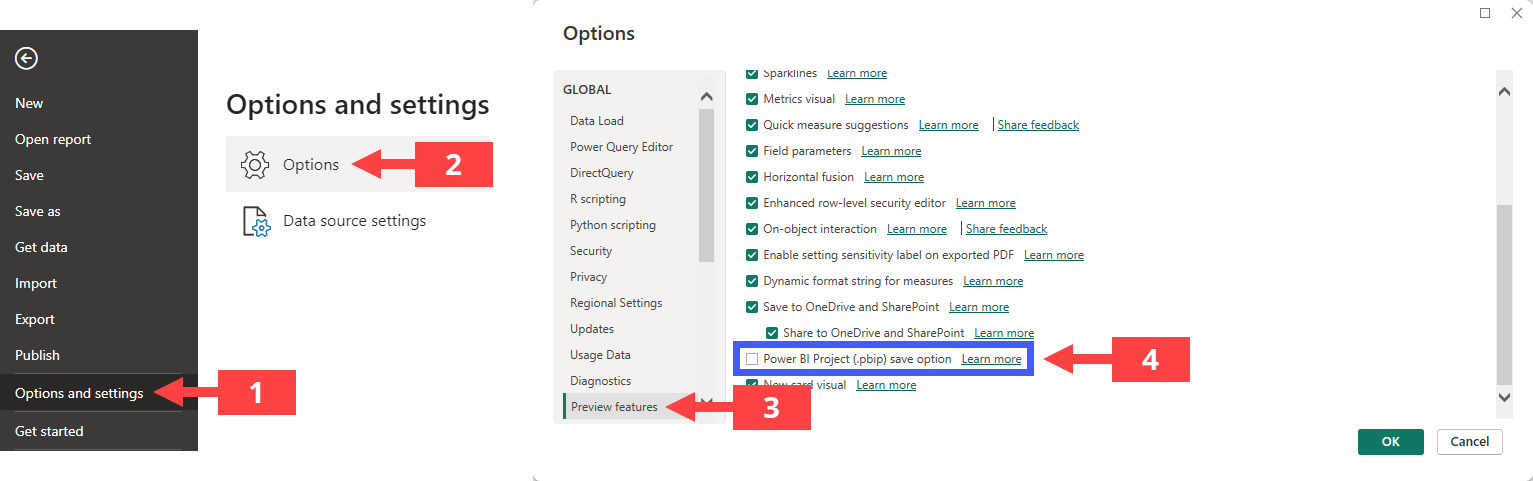 New
Open report
Save
Save as
Get data
Import
Export
Publish
Options and settings
Get started
1
Options and settings
Options
2
Data source settings
Options
GLOBAL
Data Load
Power Query Editor
DirectQuery
R scripting
Python scripting
Security
Privacy
Regional Settings
Updates
Usage Data
Diagnostics
Preview features
3
Sparklines Learn more
Metrics visual Learn more
Quick measure suggestions Learn more | Share feedback
Field parameters Learn more
Horizontal fusion Learn more
Enhanced row-level security editor Learn more
On-object interaction Learn more | Share feedback
Enable setting sensitivity label on exported PDF Learn more
Dynamic format string for measures Learn more
Save to OneDrive and SharePoint Learn more
Share to OneDrive and SharePoint Learn more
Power BI Project (.pbip) save option Learn more
4
New card visual Learn more
OK
Cancel